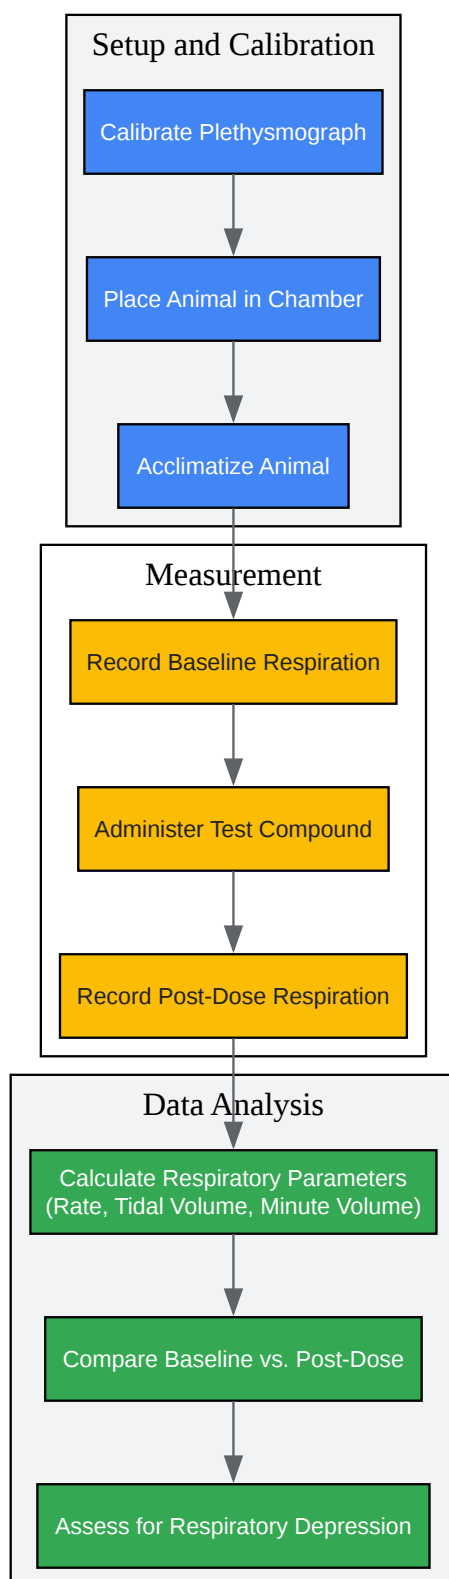 Setup and Calibration
Calibrate Plethysmograph
Place Animal in Chamber
Acclimatize Animal
Measurement
Record Baseline Respiration
Administer Test Compound
Record Post-Dose Respiration
Data Analysis
Calculate Respiratory Parameters
(Rate, Tidal Volume, Minute Volume)
Compare Baseline vs. Post-Dose
Assess for Respiratory Depression